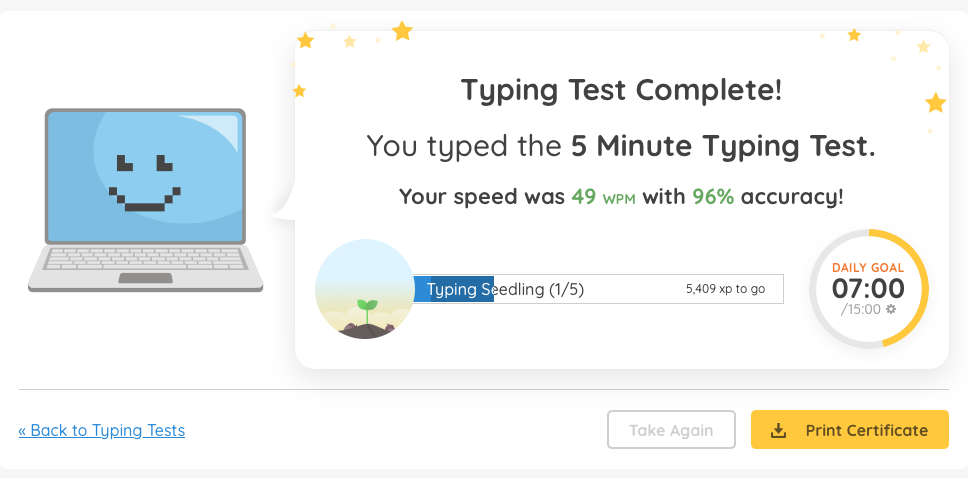 Typing Test Complete!
You typed the 5 Minute Typing Test.
Your speed was 49 WPM with 96% accuracy!
Typing Seedling (1/5)
5,409 xp to go
DAILY GOAL
07:00
/15:00
« Back to Typing Tests
Take Again
Print Certificate